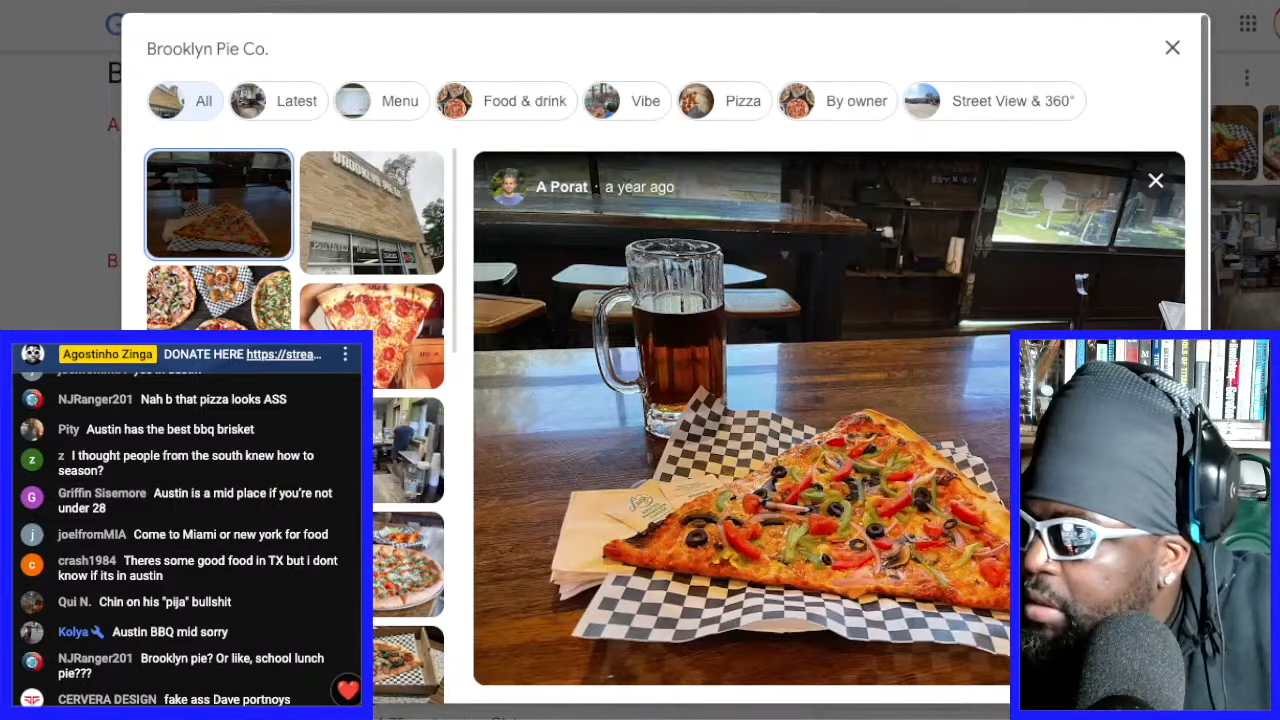 Brooklyn Pie Co.
All
Latest
Menu
Food & drink
Vibe
Pizza
By owner
Street View & 360°
A Porat · a year ago
BROOKLYN PIE CO
Agostinho Zinga DONATE HERE https://strea...
NJRanger201 Nah b that pizza looks ASS
Pity Austin has the best bbq brisket
z I thought people from the south knew how to
season?
Griffin Sisemore Austin is a mid place if you're not
under 28
joelfromMIA Come to Miami or new york for food
crash1984 Theres some good food in TX but i dont
know if its in austin
Qui N. Chin on his "pija" bullshit
Kolya Austin BBQ mid sorry
NJRanger201 Brooklyn pie? Or like, school lunch
pie???
CERVERA DESIGN fake ass Dave portnoys